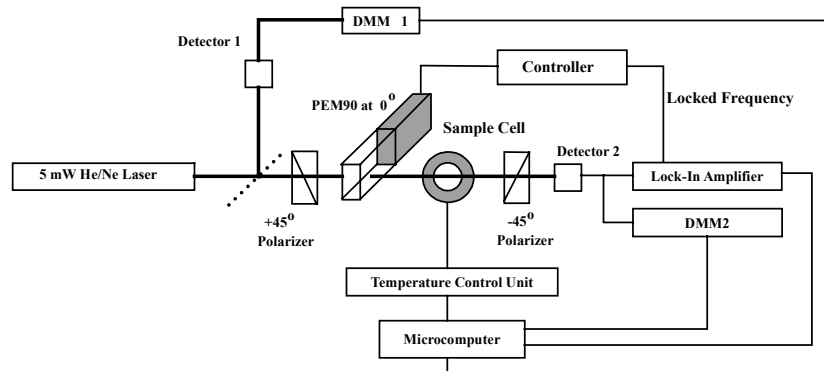 DMM 1
Detector 1
Controller
PEM90 at 0°
Locked Frequency
Sample Cell
Detector 2
5 mW He/Ne Laser
Lock-In Amplifier
+45°
Polarizer
-45°
Polarizer
DMM2
Temperature Control Unit
Microcomputer